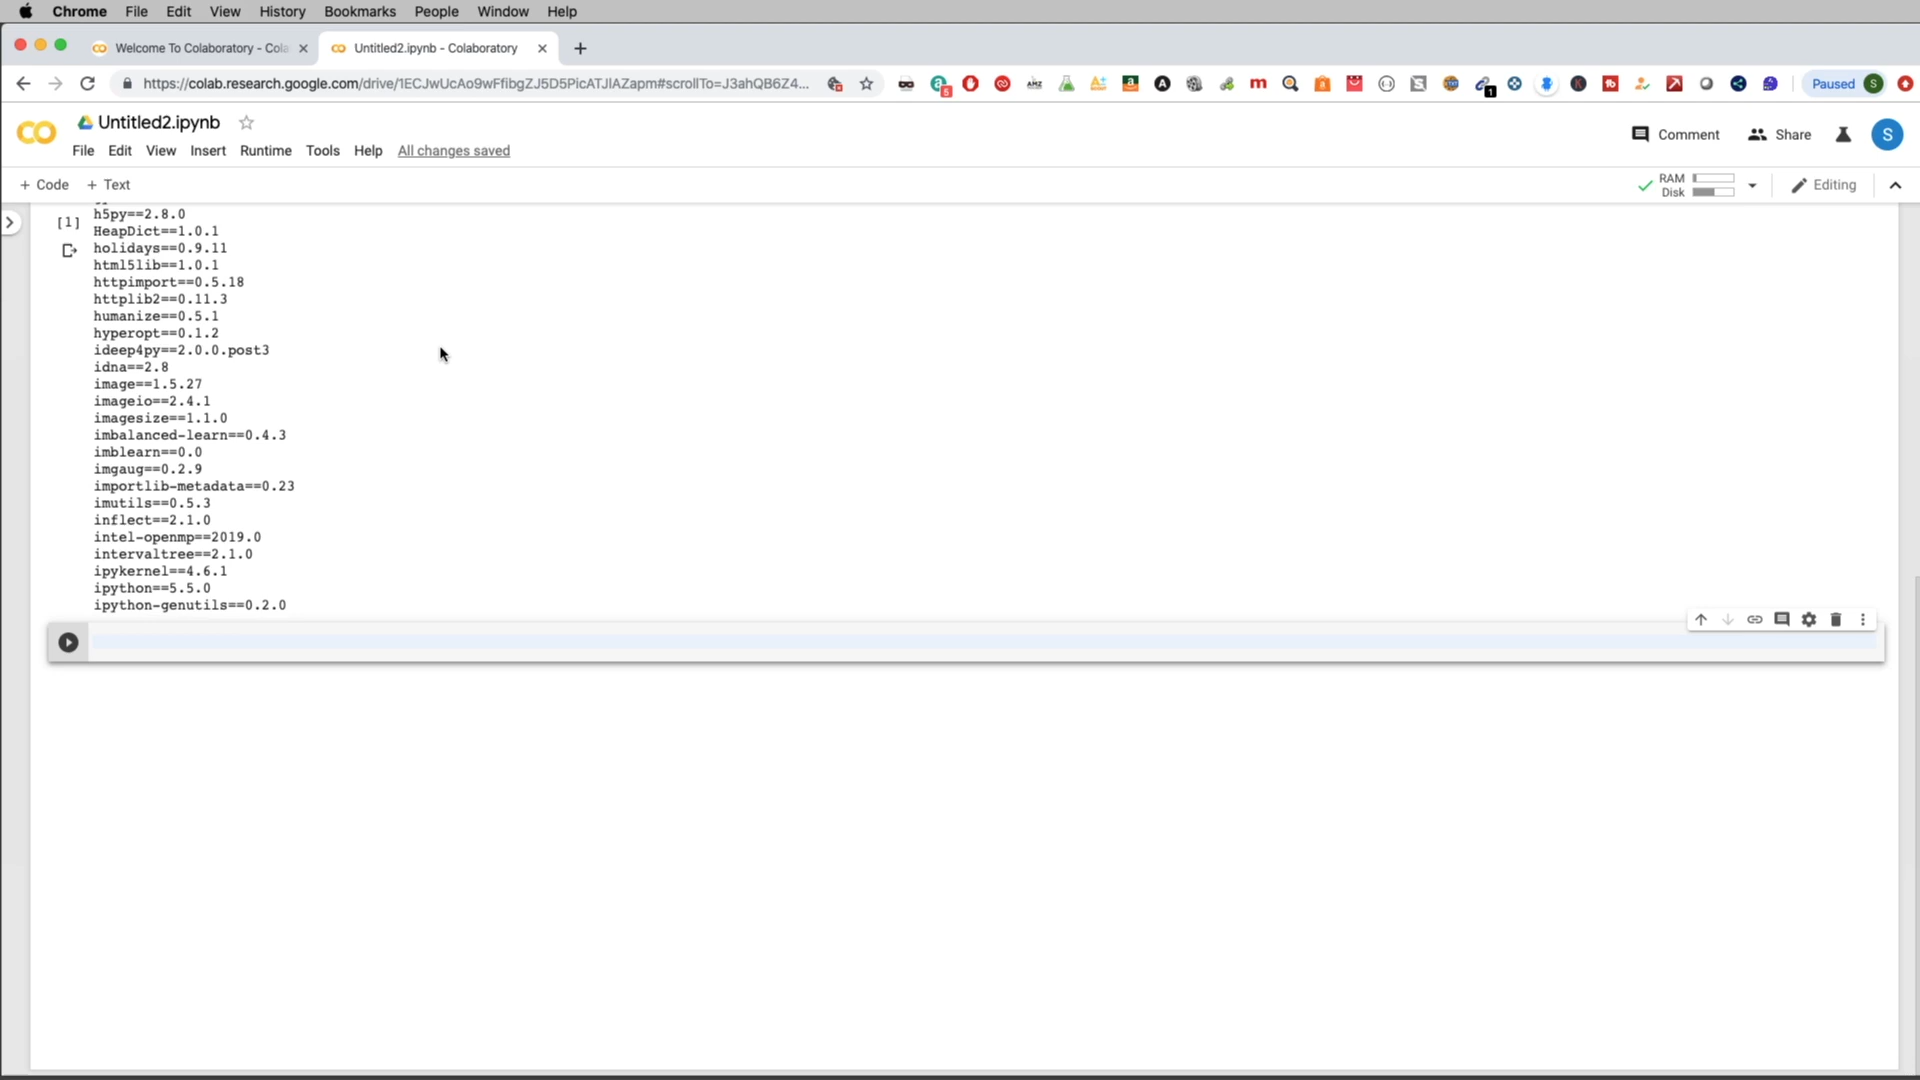 Chrome File Edit View History Bookmarks People Window Help
Welcome To Colaboratory - Cola
Untitled2.ipynb - Colaboratory
https://colab.research.google.com/drive/1ECJwUcAo9wFfibgZJ5D5PicATJlAZapm#scrollTo=J3ahQB6Z4...
5
AHZ
a
A
m
1
Paused S
CO Untitled2.ipynb
Comment Share S
File Edit View Insert Runtime Tools Help All changes saved
+ Code + Text
RAM
Disk
Editing
[1]
h5py==2.8.0
HeapDict==1.0.1
holidays==0.9.11
html5lib==1.0.1
httpimport==0.5.18
httplib2==0.11.3
humanize==0.5.1
hyperopt==0.1.2
ideep4py==2.0.0.post3
idna==2.8
image==1.5.27
imageio==2.4.1
imagesize==1.1.0
imbalanced-learn==0.4.3
imblearn==0.0
imgaug==0.2.9
importlib-metadata==0.23
imutils==0.5.3
inflect==2.1.0
intel-openmp==2019.0
intervaltree==2.1.0
ipykernel==4.6.1
ipython==5.5.0
ipython-genutils==0.2.0